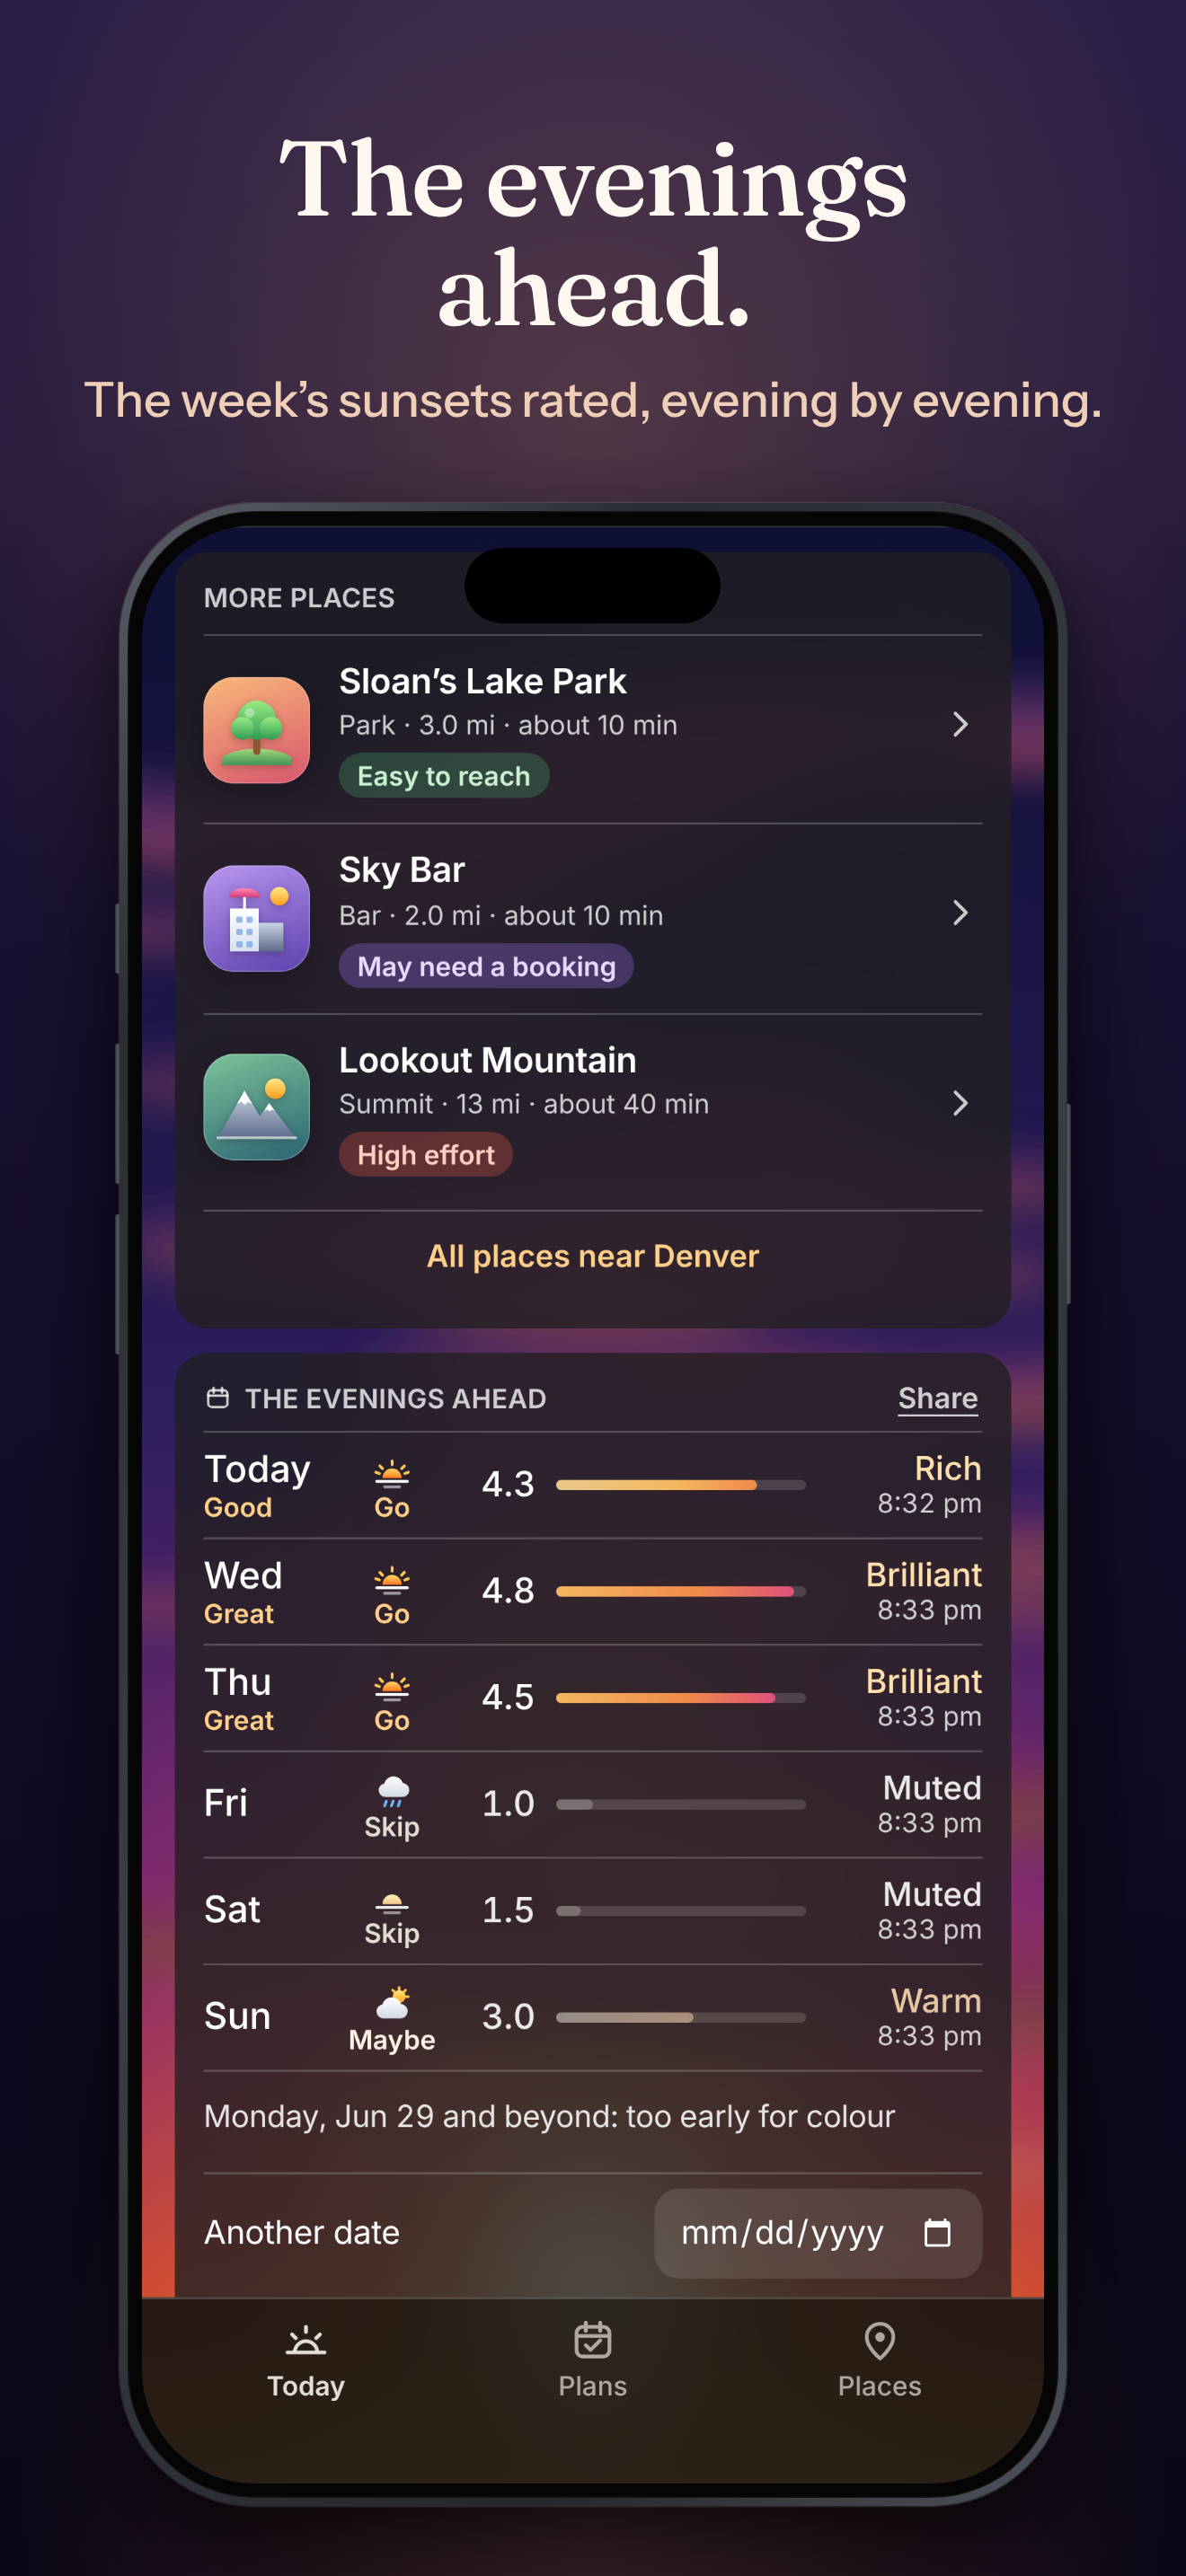 The evenings
ahead.
The week's sunsets rated, evening by evening.
MORE PLACES
Sloan's Lake Park
Park · 3.0 mi · about 10 min
Easy to reach
Sky Bar
Bar · 2.0 mi · about 10 min
May need a booking
Lookout Mountain
Summit · 13 mi · about 40 min
High effort
All places near Denver
THE EVENINGS AHEAD Share
Today 4.3 Rich
Good Go 8:32 pm
Wed 4.8 Brilliant
Great Go 8:33 pm
Thu 4.5 Brilliant
Great Go 8:33 pm
Fri 1.0 Muted
Skip 8:33 pm
Sat 1.5 Muted
Skip 8:33 pm
Sun 3.0 Warm
Maybe 8:33 pm
Monday, Jun 29 and beyond: too early for colour
Another date mm/dd/yyyy
Today Plans Places